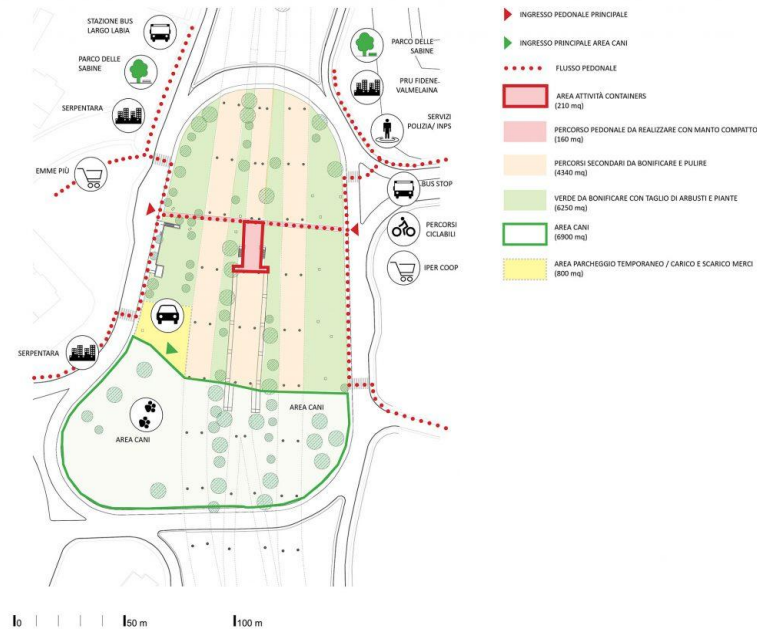 STAZIONE BUS
LARGO LABIA
PARCO DELLE
SABINE
SERPENTARA
EMME PIÙ
SERPENTARA
PARCO DELLE
SABINE
PRU FIDENE-
VALMELAINA
SERVIZI
POLIZIA/ INPS
BUS STOP
PERCORSI
CICLABILI
IPER COOP
AREA CANI
AREA CANI
INGRESSO PEDONALE PRINCIPALE
INGRESSO PRINCIPALE AREA CANI
FLUSSO PEDONALE
AREA ATTIVITÀ CONTAINERS
(210 mq)
PERCORSO PEDONALE DA REALIZZARE CON MANTO COMPATTO
(160 mq)
PERCORSI SECONDARI DA BONIFICARE E PULIRE
(4340 mq)
VERDE DA BONIFICARE CON TAGLIO DI ARBUSTI E PIANTE
(6250 mq)
AREA CANI
(6900 mq)
AREA PARCHEGGIO TEMPORANEO / CARICO E SCARICO MERCI
(800 mq)
0 50 m 100 m